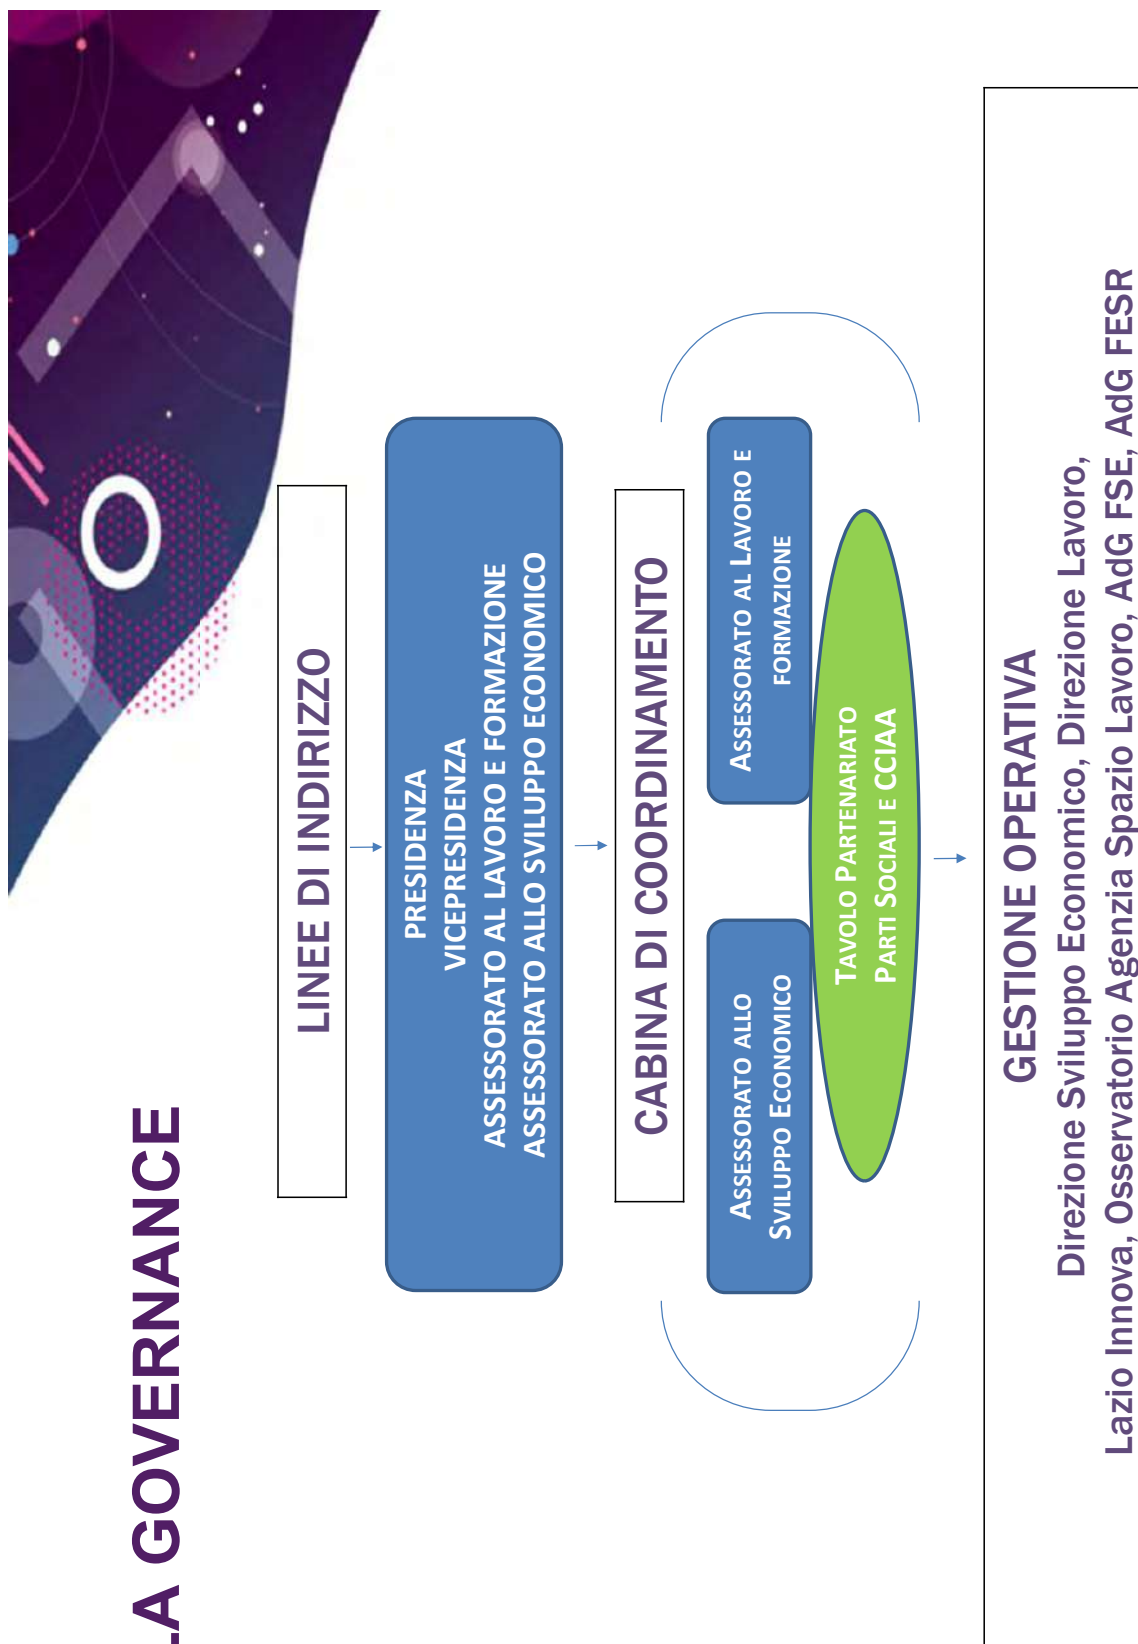 LA GOVERNANCE
LINEE DI INDIRIZZO
PRESIDENZA
VICEPRESIDENZA
ASSESSORATO AL LAVORO E FORMAZIONE
ASSESSORATO ALLO SVILUPPO ECONOMICO
CABINA DI COORDINAMENTO
ASSESSORATO ALLO
SVILUPPO ECONOMICO
ASSESSORATO AL LAVORO E
FORMAZIONE
TAVOLO PARTENARIATO
PARTI SOCIALI E CCIAA
GESTIONE OPERATIVA
Direzione Sviluppo Economico, Direzione Lavoro,
Lazio Innova, Osservatorio Agenzia Spazio Lavoro, AdG FSE, AdG FESR